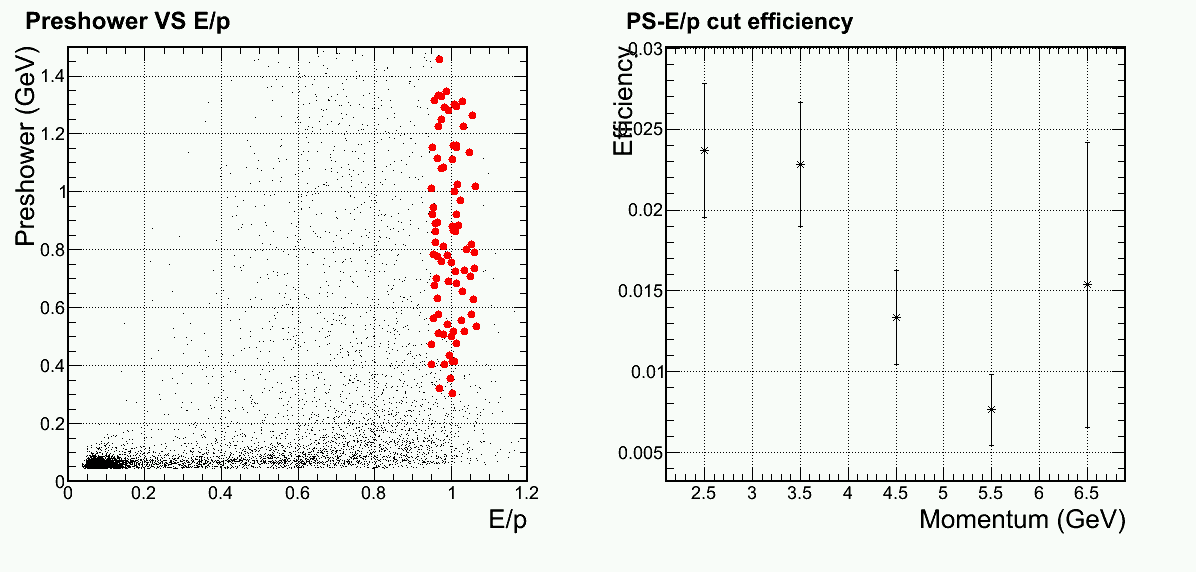 Preshower VS E/p
Preshower (GeV)
1.4
1.2
1
0.8
0.6
0.4
0.2
0
0 0.2 0.4 0.6 0.8 1 1.2
E/p
PS-E/p cut efficiency
Efficiency
0.03
0.025
0.02
0.015
0.01
0.005
2.5 3 3.5 4 4.5 5 5.5 6 6.5
Momentum (GeV)